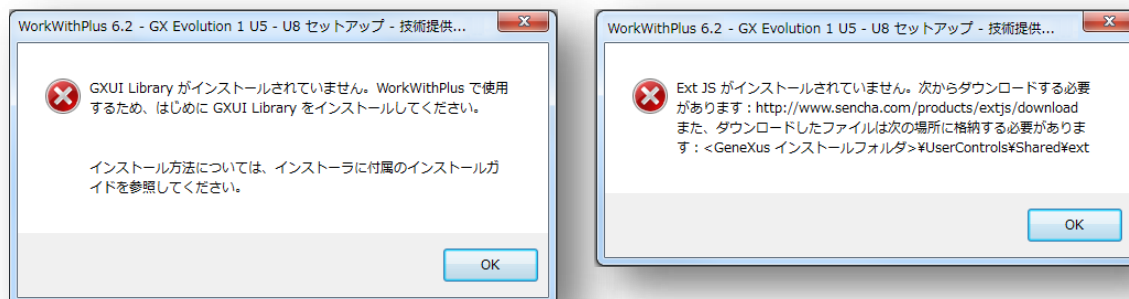 WorkWithPlus 6.2 - GX Evolution 1 U5 - U8 セットアップ - 技術提供...
GXUI Library がインストールされていません。WorkWithPlus で使用
するため、はじめに GXUI Library をインストールしてください。
インストール方法については、インストーラに付属のインストールガ
イドを参照してください。
OK
WorkWithPlus 6.2 - GX Evolution 1 U5 - U8 セットアップ - 技術提供...
Ext JS がインストールされていません。次からダウンロードする必要
があります：http://www.sencha.com/products/extjs/download
また、ダウンロードしたファイルは次の場所に格納する必要がありま
す：<GeneXus インストールフォルダ>¥UserControls¥Shared¥ext
OK